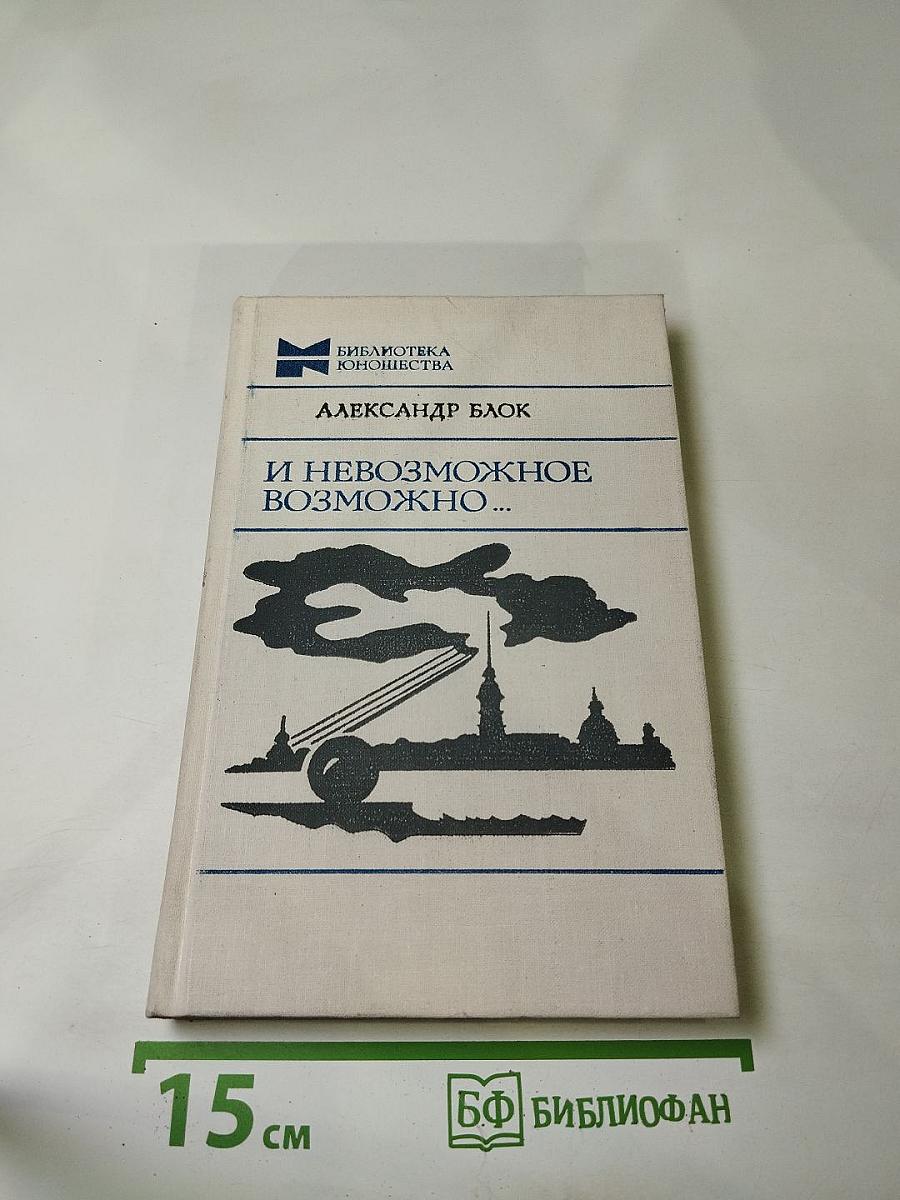 БИБЛИОТЕКА
ЮНОШЕСТВА
АЛЕКСАНДР БЛОК
И НЕВОЗМОЖНОЕ
ВОЗМОЖНО...
15 см
БФ БИБЛИОФАН